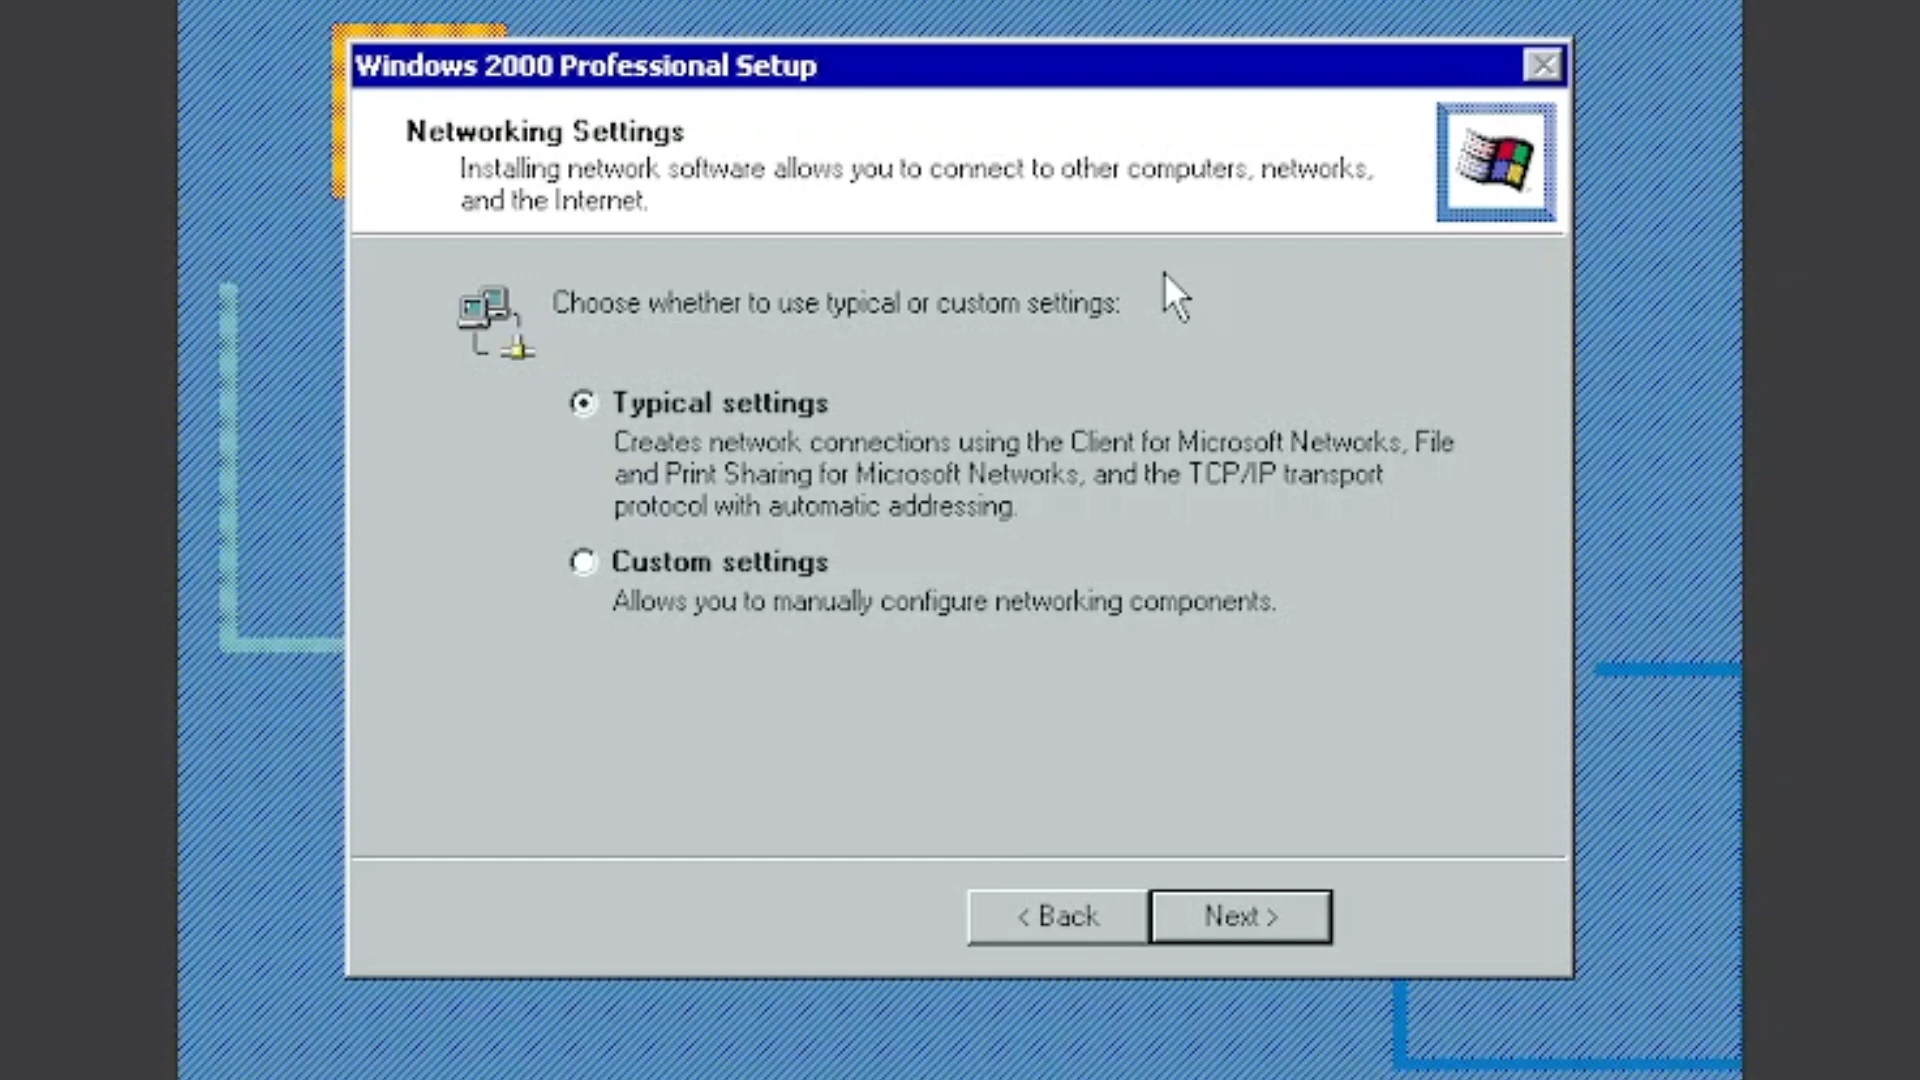 Windows 2000 Professional Setup
Networking Settings
Installing network software allows you to connect to other computers, networks,
and the Internet.
Choose whether to use typical or custom settings:
Typical settings
Creates network connections using the Client for Microsoft Networks, File
and Print Sharing for Microsoft Networks, and the TCP/IP transport
protocol with automatic addressing.
Custom settings
Allows you to manually configure networking components.
< Back
Next >